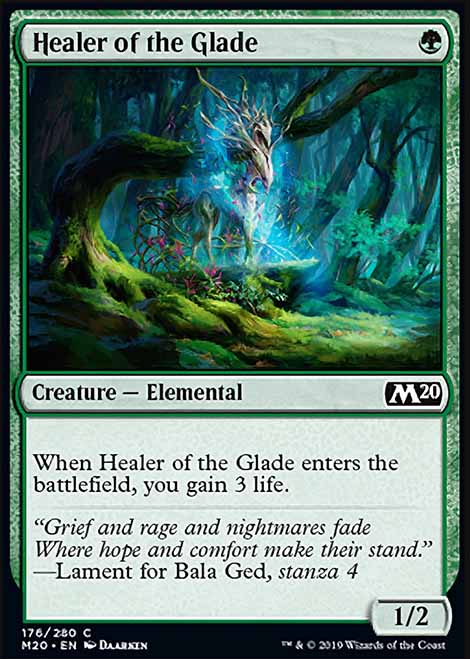 Healer of the Glade
Creature — Elemental
M20
When Healer of the Glade enters the
battlefield, you gain 3 life.
“Grief and rage and nightmares fade
Where hope and comfort make their stand.”
—Lament for Bala Ged, stanza 4
1/2
176/280 C
M20 • EN Daarken
™ & © 2019 Wizards of the Coast